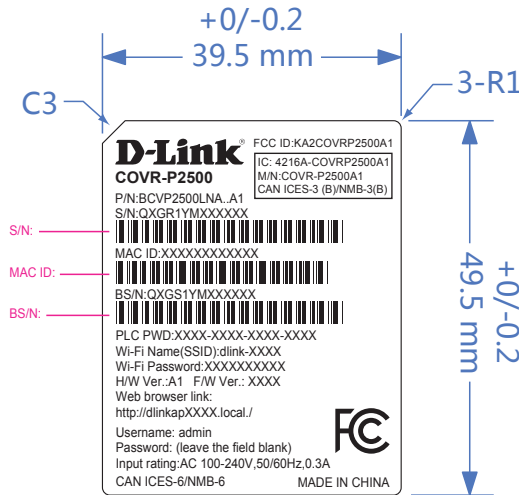 +0/-0.2
39.5 mm
C3
3-R1
D-Link®
FCC ID:KA2COVRP2500A1
COVR-P2500
IC: 4216A-COVRP2500A1
M/N:COVR-P2500A1
CAN ICES-3 (B)/NMB-3(B)
P/N:BCVP2500LNA..A1
S/N:QXGR1YMXXXXXX
S/N:
MAC ID:XXXXXXXXXXXX
MAC ID:
BS/N:QXGS1YMXXXXXX
BS/N:
PLC PWD:XXXX-XXXX-XXXX-XXXX
Wi-Fi Name(SSID):dlink-XXXX
Wi-Fi Password:XXXXXXXXXX
H/W Ver.:A1 F/W Ver.: XXXX
Web browser link:
http://dlinkapXXXX.local./
Username: admin
Password: (leave the field blank)
Input rating:AC 100-240V,50/60Hz,0.3A
CAN ICES-6/NMB-6 MADE IN CHINA
FC
+0/-0.2
49.5 mm